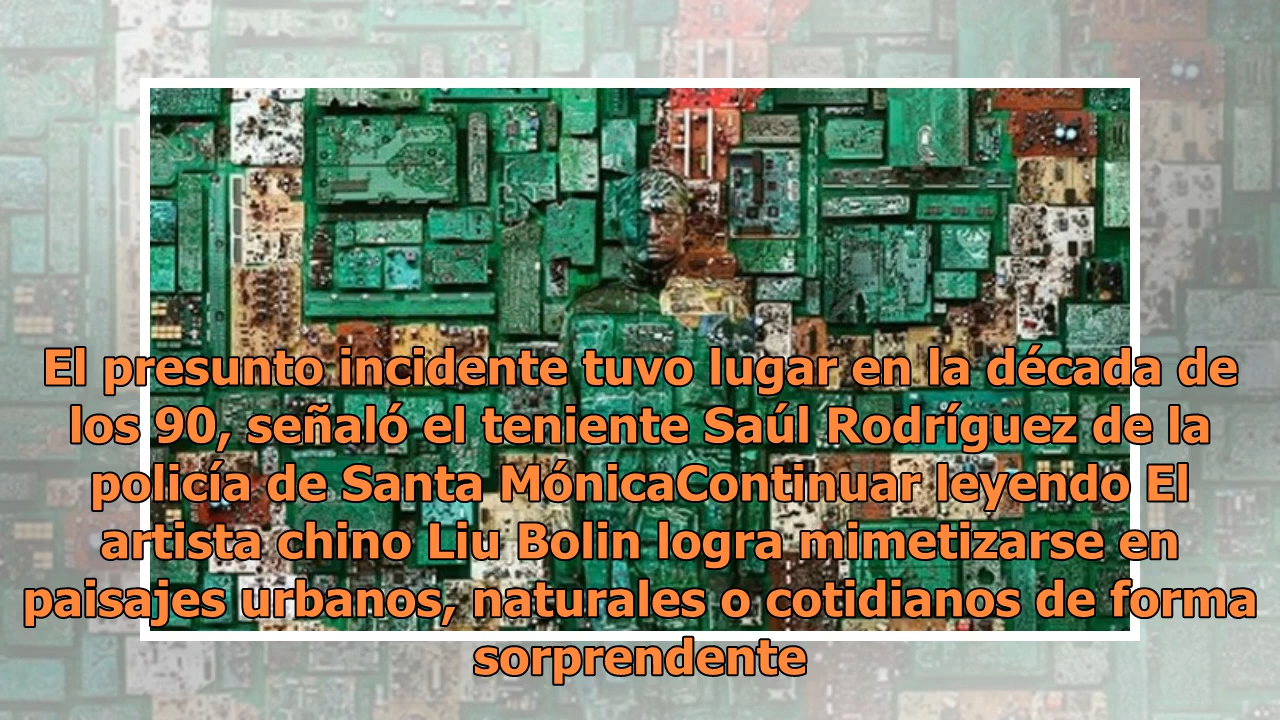 El presunto incidente tuvo lugar en la década de
los 90, señaló el teniente Saúl Rodríguez de la
policía de Santa MónicaContinuar leyendo El
artista chino Liu Bolin logra mimetizarse en
paisajes urbanos, naturales o cotidianos de forma
sorprendente